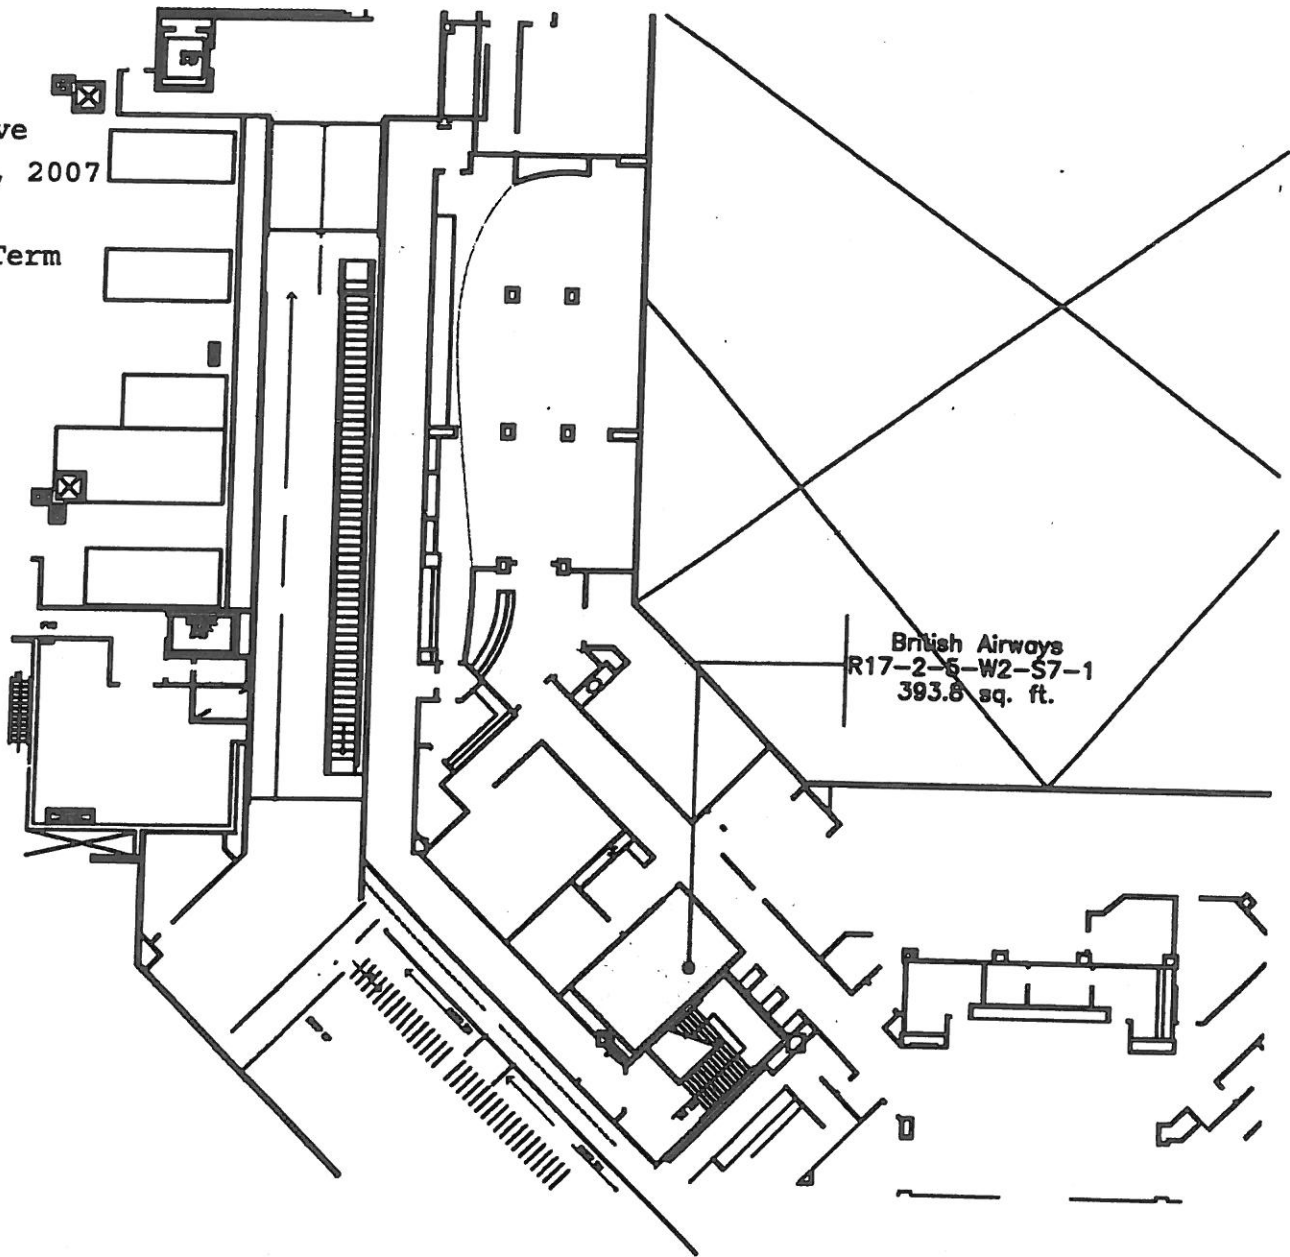 ve
, 2007
Term
British Airways
R17-2-5-W2-S7-1
393.8 sq. ft.